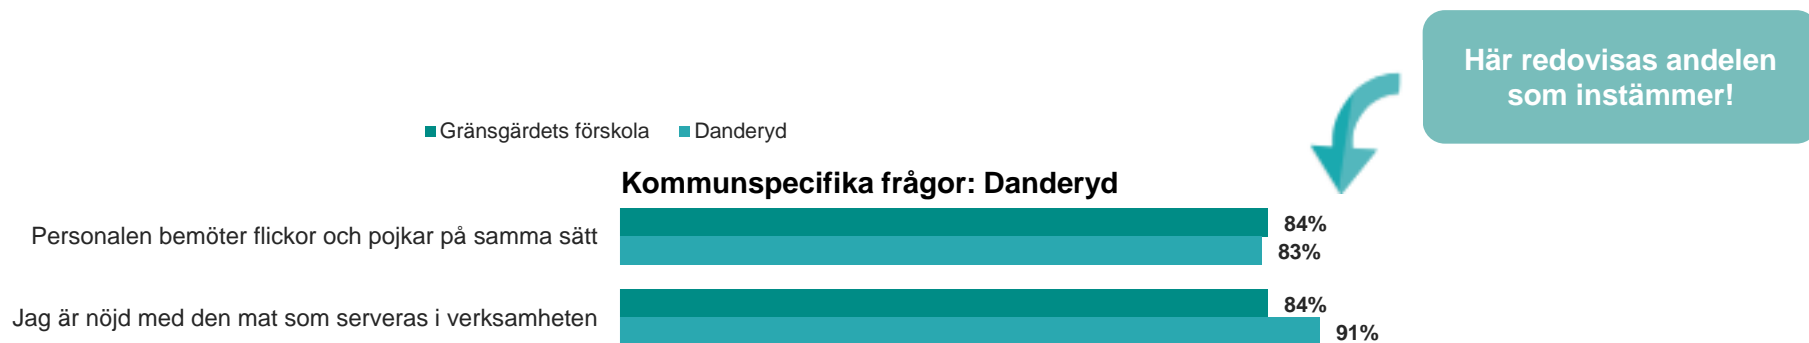 Här redovisas andelen
som instämmer!
Gränsgärdets förskola Danderyd
Kommunspecifika frågor: Danderyd
Personalen bemöter flickor och pojkar på samma sätt
84%
83%
Jag är nöjd med den mat som serveras i verksamheten
84%
91%